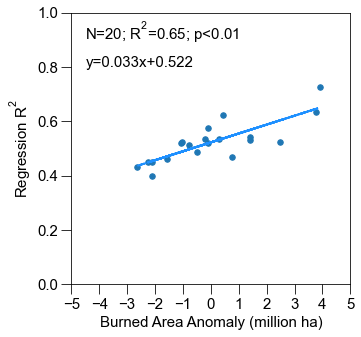 N=20; R²=0.65; p<0.01
y=0.033x+0.522
1.0
0.8
0.6
0.4
0.2
0.0
Regression R²
−5 −4 −3 −2 −1 0 1 2 3 4 5
Burned Area Anomaly (million ha)